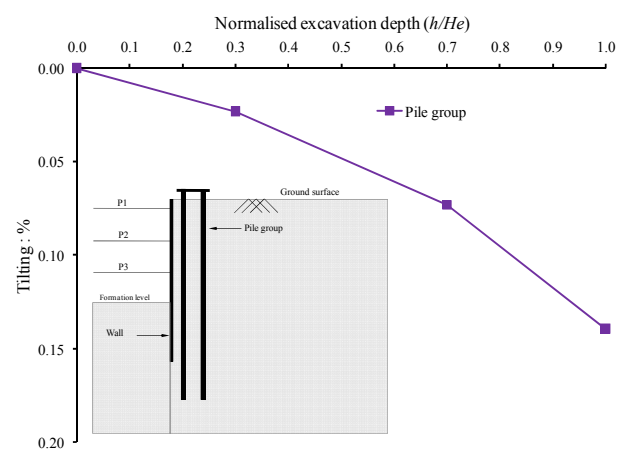 Normalised excavation depth (h/He)
0.0 0.1 0.2 0.3 0.4 0.5 0.6 0.7 0.8 0.9 1.0
0.00
0.05
0.10
0.15
0.20
Tilting : %
Pile group
Ground surface
P1
Pile group
P2
P3
Formation level
Wall